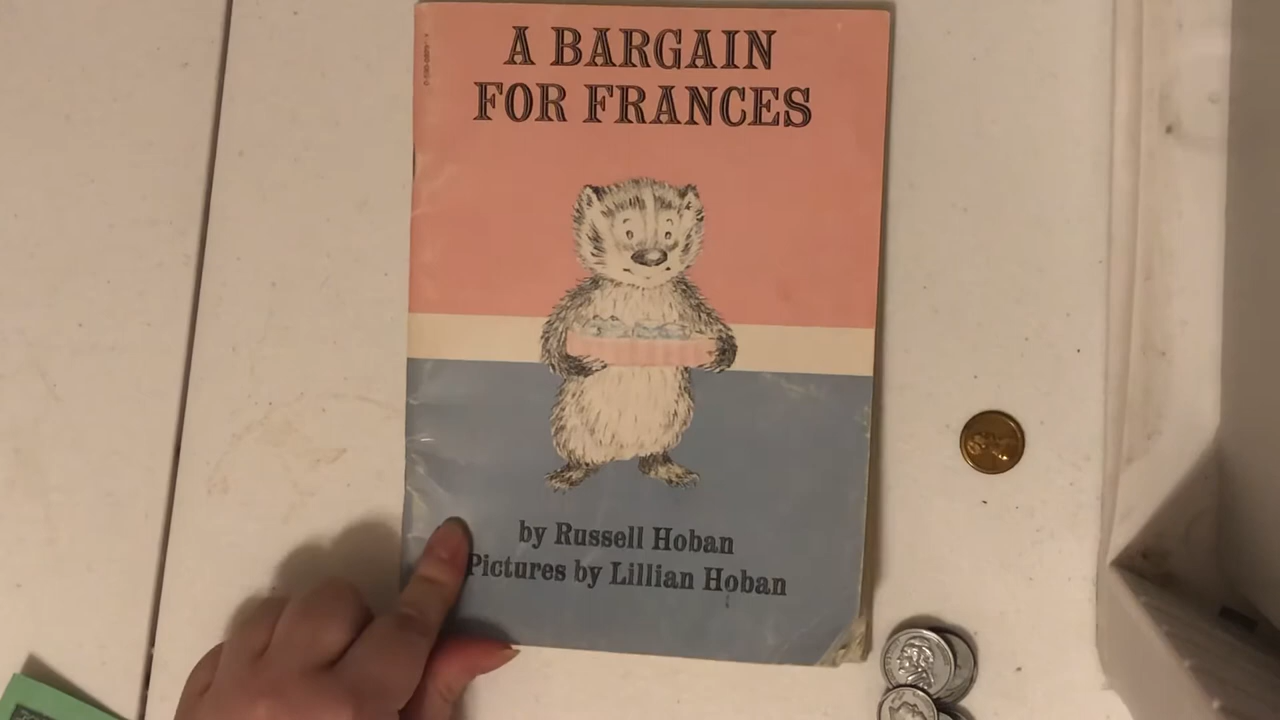 A BARGAIN
FOR FRANCES
by Russell Hoban
Pictures by Lillian Hoban